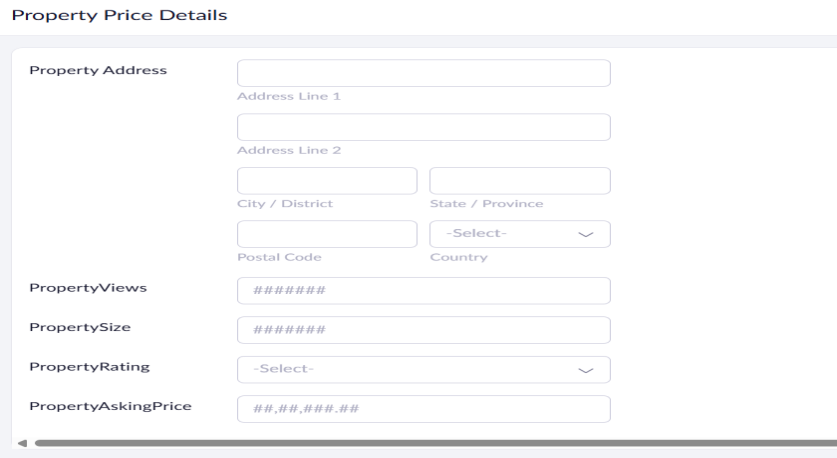 Property Price Details
Property Address
Address Line 1
Address Line 2
City / District State / Province
-Select-
Postal Code Country
PropertyViews #######
PropertySize #######
PropertyRating -Select-
PropertyAskingPrice ##,##,###.##